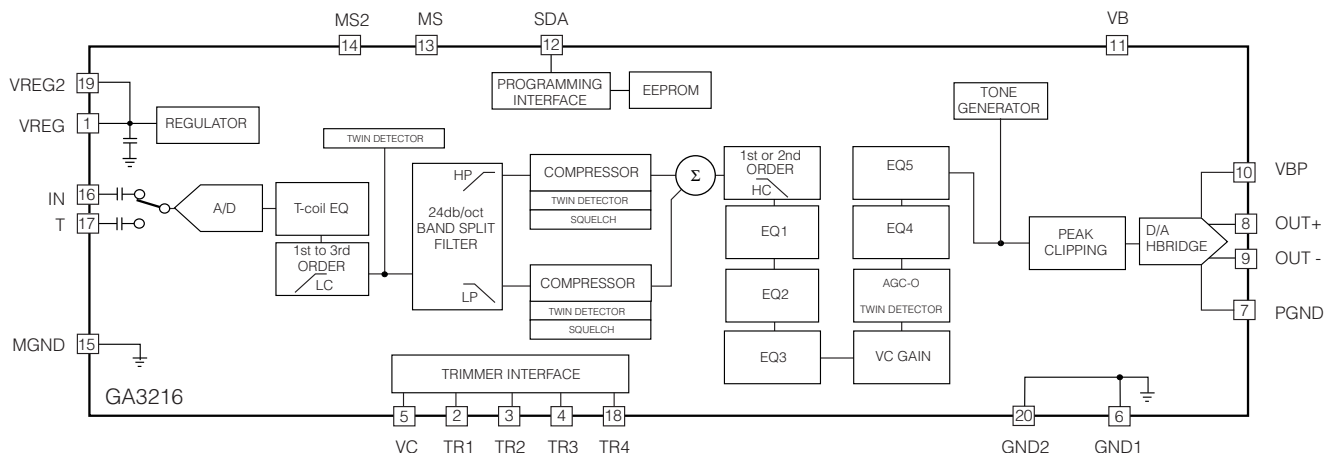 MS2
MS
SDA
VB
14
13
12
11
VREG2
19
VREG
1
REGULATOR
PROGRAMMING
INTERFACE
EEPROM
TONE
GENERATOR
TWIN DETECTOR
IN
16
T
17
A/D
T-coil EQ
1st to 3rd
ORDER
LC
HP
24db/oct
BAND SPLIT
FILTER
LP
COMPRESSOR
TWIN DETECTOR
SQUELCH
COMPRESSOR
TWIN DETECTOR
SQUELCH
Σ
1st or 2nd
ORDER
HC
EQ1
EQ2
EQ3
EQ5
EQ4
AGC-O
TWIN DETECTOR
VC GAIN
PEAK
CLIPPING
D/A
HBRIDGE
10
VBP
8
OUT+
9
OUT -
7
PGND
MGND
15
GA3216
TRIMMER INTERFACE
5
2
3
4
18
20
6
VC
TR1
TR2
TR3
TR4
GND2
GND1